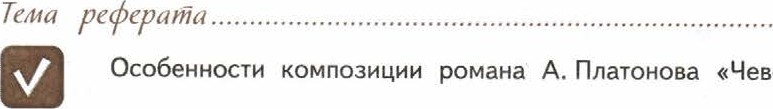 Тема реферата
Особенности композиции романа А. Платонова «Чев